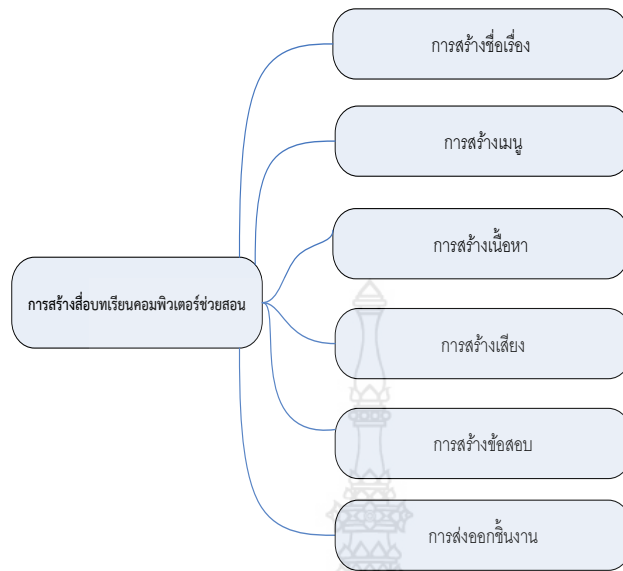 การสร้างชื่อเรื่อง
การสร้างเมนู
การสร้างเนื้อหา
การสร้างสื่อบทเรียนคอมพิวเตอร์ช่วยสอน
การสร้างเสียง
การสร้างข้อสอบ
การส่งออกชิ้นงาน